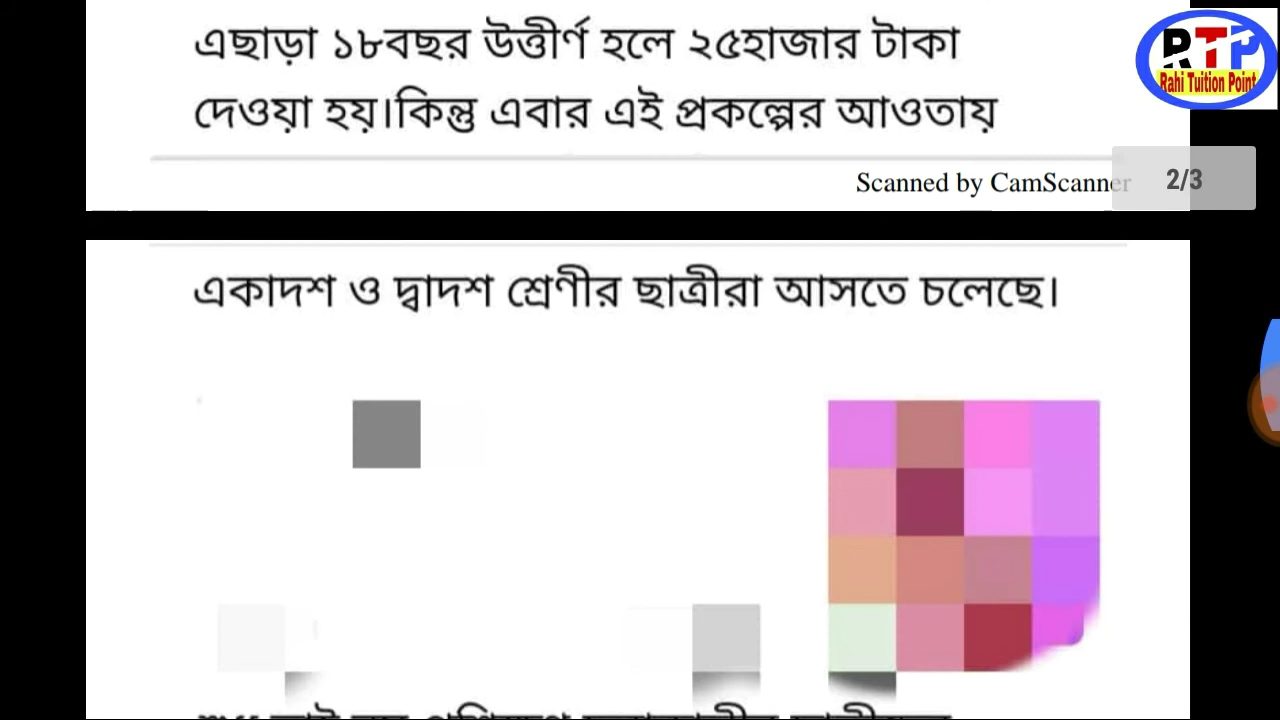 এছাড়া ১৮বছর উত্তীর্ণ হলে ২৫হাজার টাকা
দেওয়া হয়।কিন্তু এবার এই প্রকল্পের আওতায়
RTP
Rahi Tuition Point
Scanned by CamScanner
2/3
একাদশ ও দ্বাদশ শ্রেণীর ছাত্রীরা আসতে চলেছে।